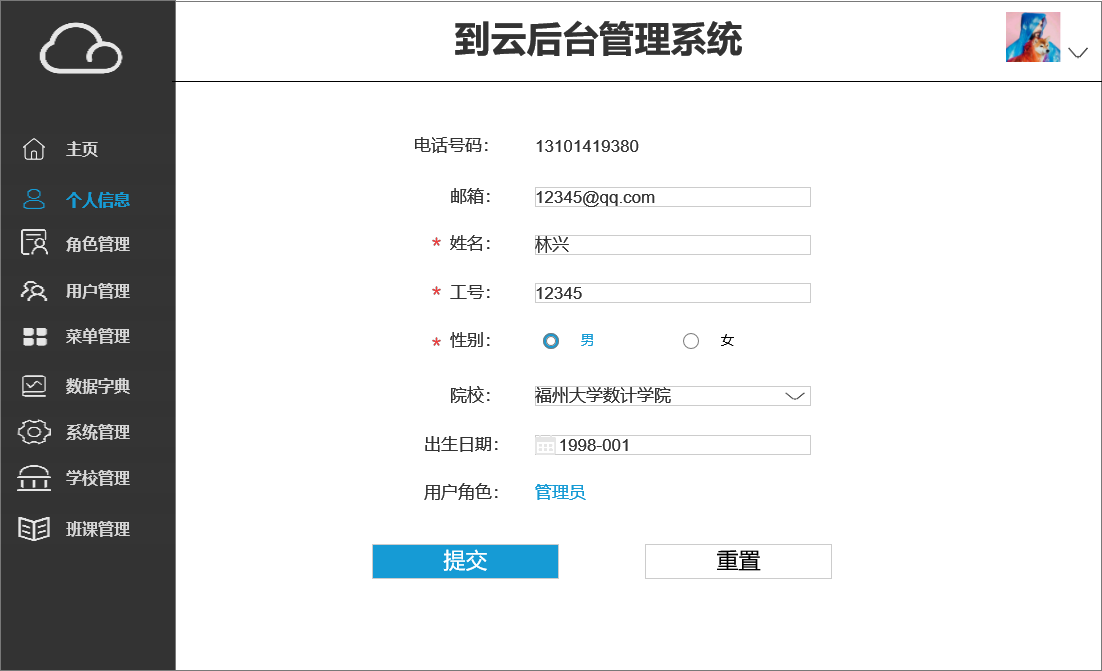 到云后台管理系统
主页
个人信息
角色管理
用户管理
菜单管理
数据字典
系统管理
学校管理
班课管理
电话号码： 13101419380
邮箱： 12345@qq.com
* 姓名： 林兴
* 工号： 12345
* 性别： 男 女
院校： 福州大学数计学院
出生日期： 1998-001
用户角色： 管理员
提交 重置